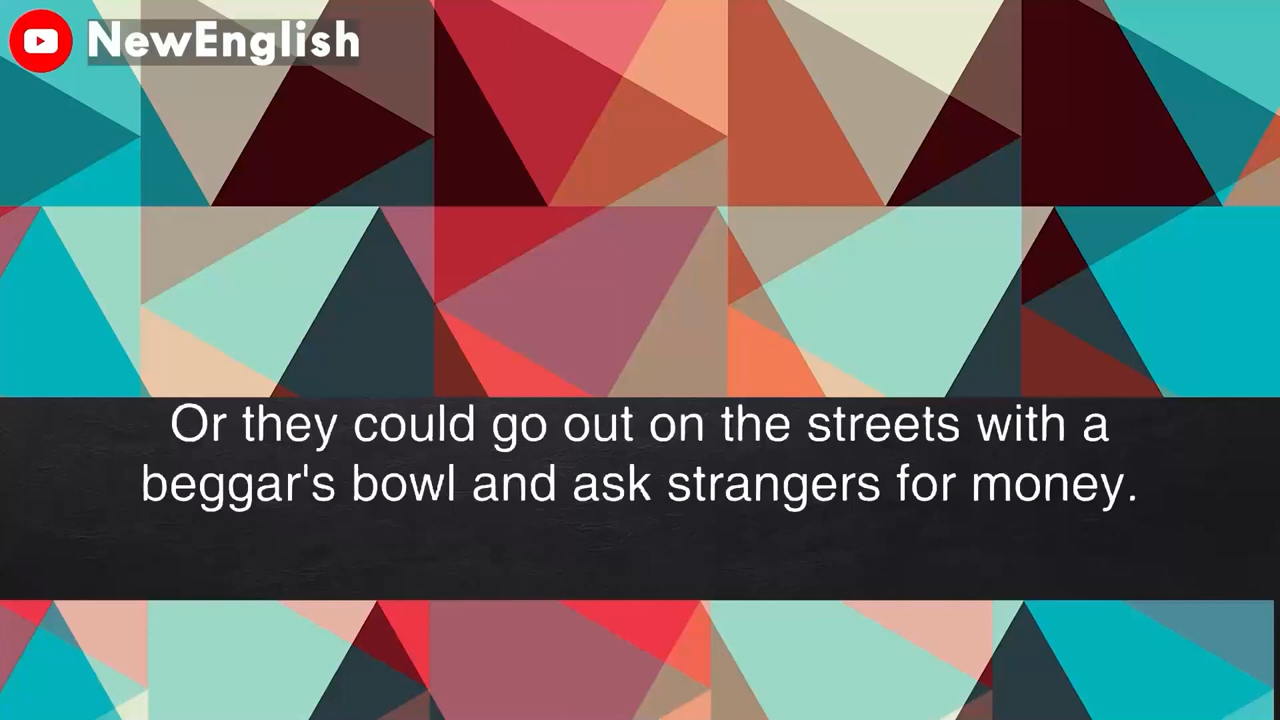 NewEnglish
Or they could go out on the streets with a
beggar's bowl and ask strangers for money.